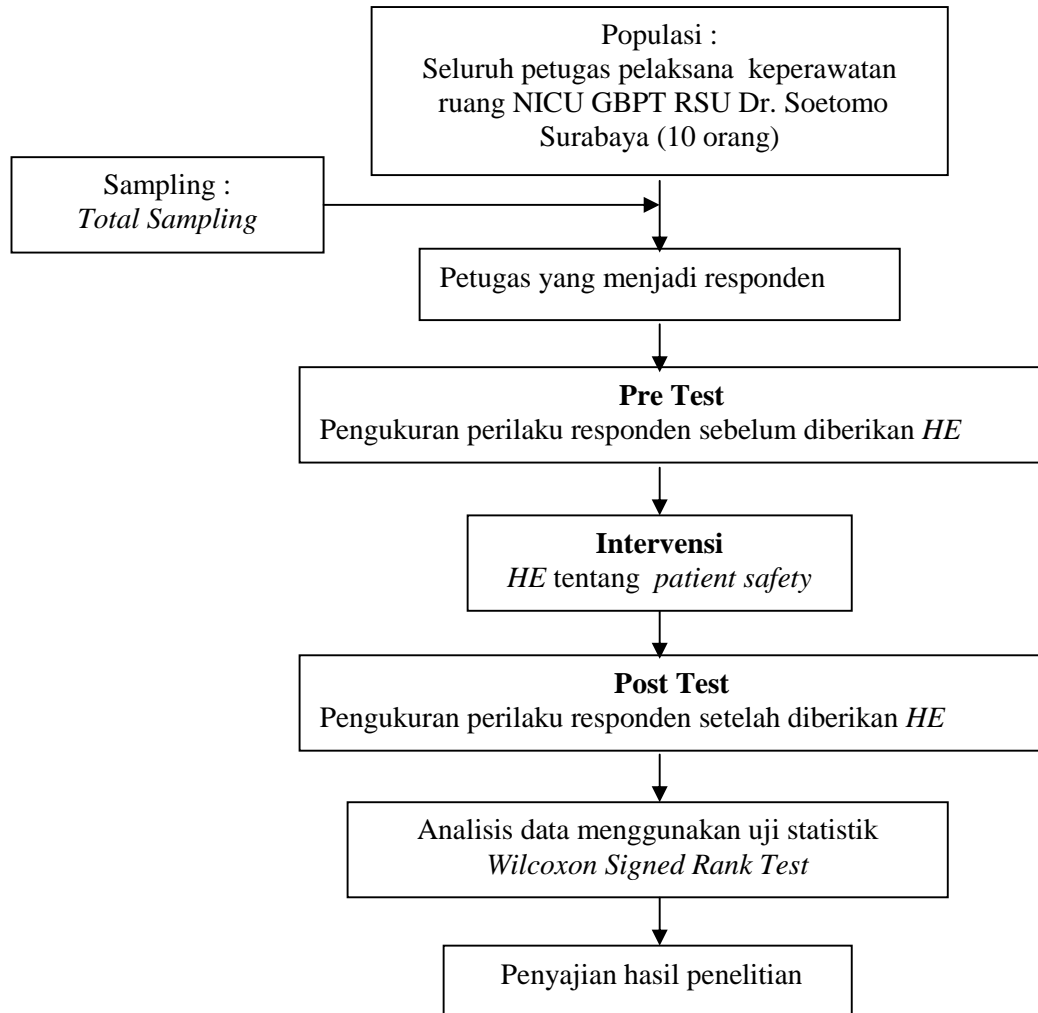 Populasi :
Seluruh petugas pelaksana keperawatan
ruang NICU GBPT RSU Dr. Soetomo
Surabaya (10 orang)
Sampling :
Total Sampling
Petugas yang menjadi responden
Pre Test
Pengukuran perilaku responden sebelum diberikan HE
Intervensi
HE tentang patient safety
Post Test
Pengukuran perilaku responden setelah diberikan HE
Analisis data menggunakan uji statistik
Wilcoxon Signed Rank Test
Penyajian hasil penelitian